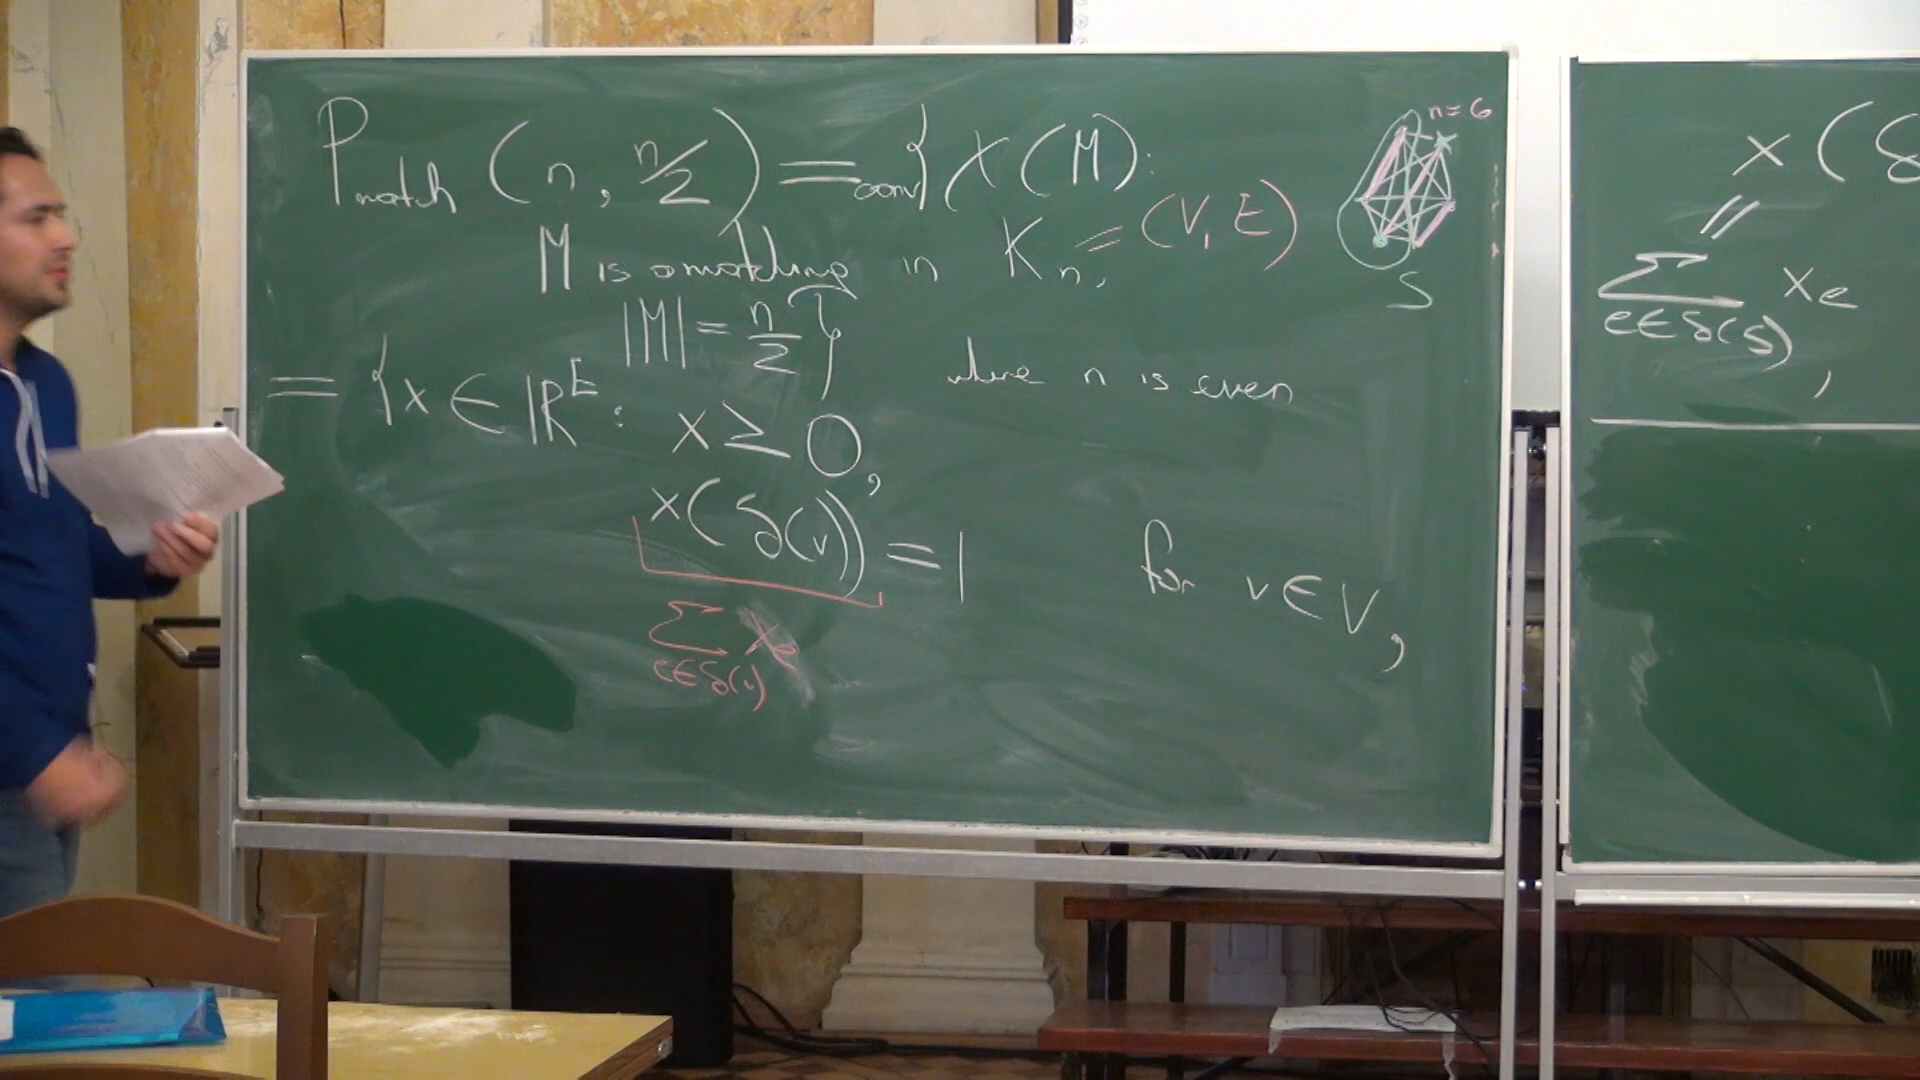 P_match (n, n/2) = conv{ χ(M):
M is a matching in K_n = (V, E),
|M| = n/2 }
where n is even
= {x ∈ ℝ^E : x ≥ 0,
x(δ(v)) = 1 for v ∈ V,
Σ_{e∈δ(v)} x_e
n = 6
S
x(δ
=
Σ_{e∈δ(S)} x_e
,